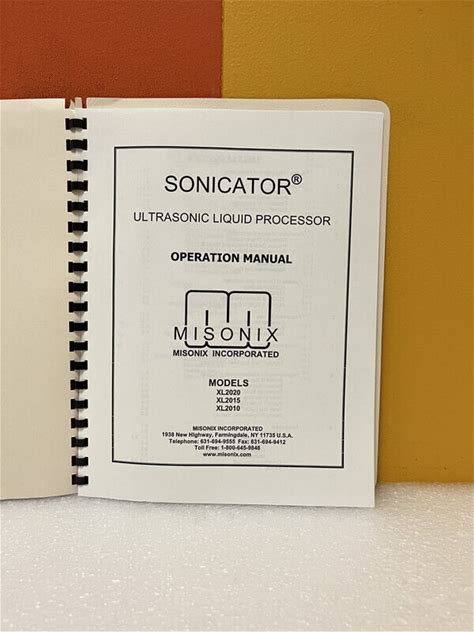 SONICATOR®
ULTRASONIC LIQUID PROCESSOR
OPERATION MANUAL
MISONIX
MISONIX INCORPORATED
MODELS
XL2020
XL2015
XL2010
MISONIX INCORPORATED
1938 New Highway, Farmingdale, NY 11735 U.S.A.
Telephone: 631-694-9555 Fax: 631-694-9412
Toll Free: 1-800-645-9846
www.misonix.com